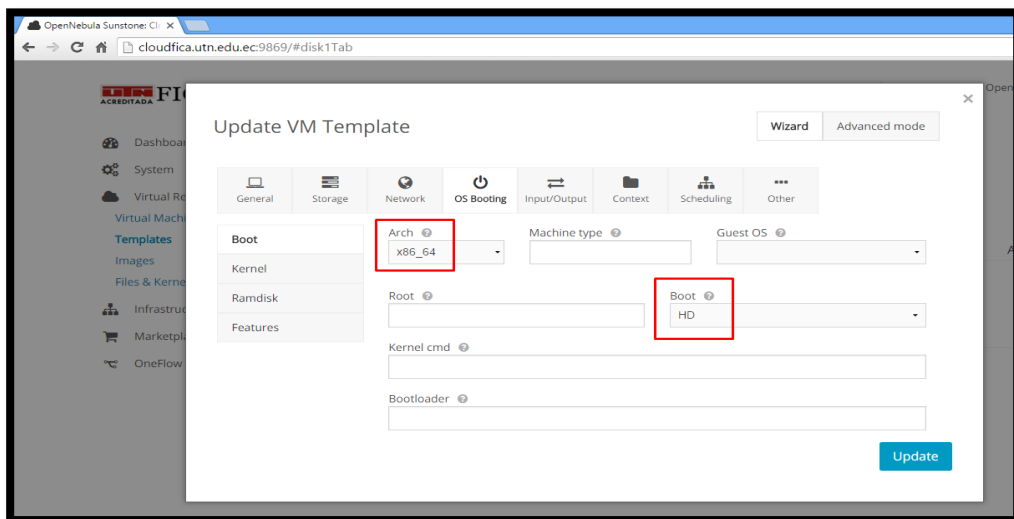 OpenNebula Sunstone: Cl
cloudfica.utn.edu.ec:9869/#disk1Tab
UTN FI
ACREDITADA
Open
Update VM Template
Wizard
Advanced mode
Dashboar
System
Virtual Re
Virtual Machi
Templates
Images
Files & Kerne
Infrastruc
Marketpla
OneFlow
General
Storage
Network
OS Booting
Input/Output
Context
Scheduling
Other
Boot
Kernel
Ramdisk
Features
Arch
Machine type
Guest OS
x86_64
Root
Boot
HD
Kernel cmd
Bootloader
Update
A